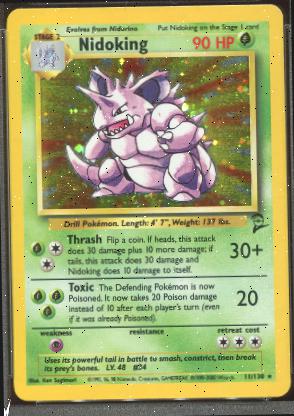 Evolves from Nidorino Put Nidoking on the Stage 1 card
STAGE 2
Nidoking 90 HP
Drill Pokémon. Length: 4' 7", Weight: 137 lbs.
Thrash Flip a coin. If heads, this attack
does 30 damage plus 10 more damage; if
tails, this attack does 30 damage and
Nidoking does 10 damage to itself.
30+
Toxic The Defending Pokémon is now
Poisoned. It now takes 20 Poison damage
instead of 10 after each player's turn (even
if it was already Poisoned).
20
weakness resistance retreat cost
Uses its powerful tail in battle to smash, constrict, then break
its prey's bones. LV. 48 #34
Illus. Ken Sugimori
11/130 ★